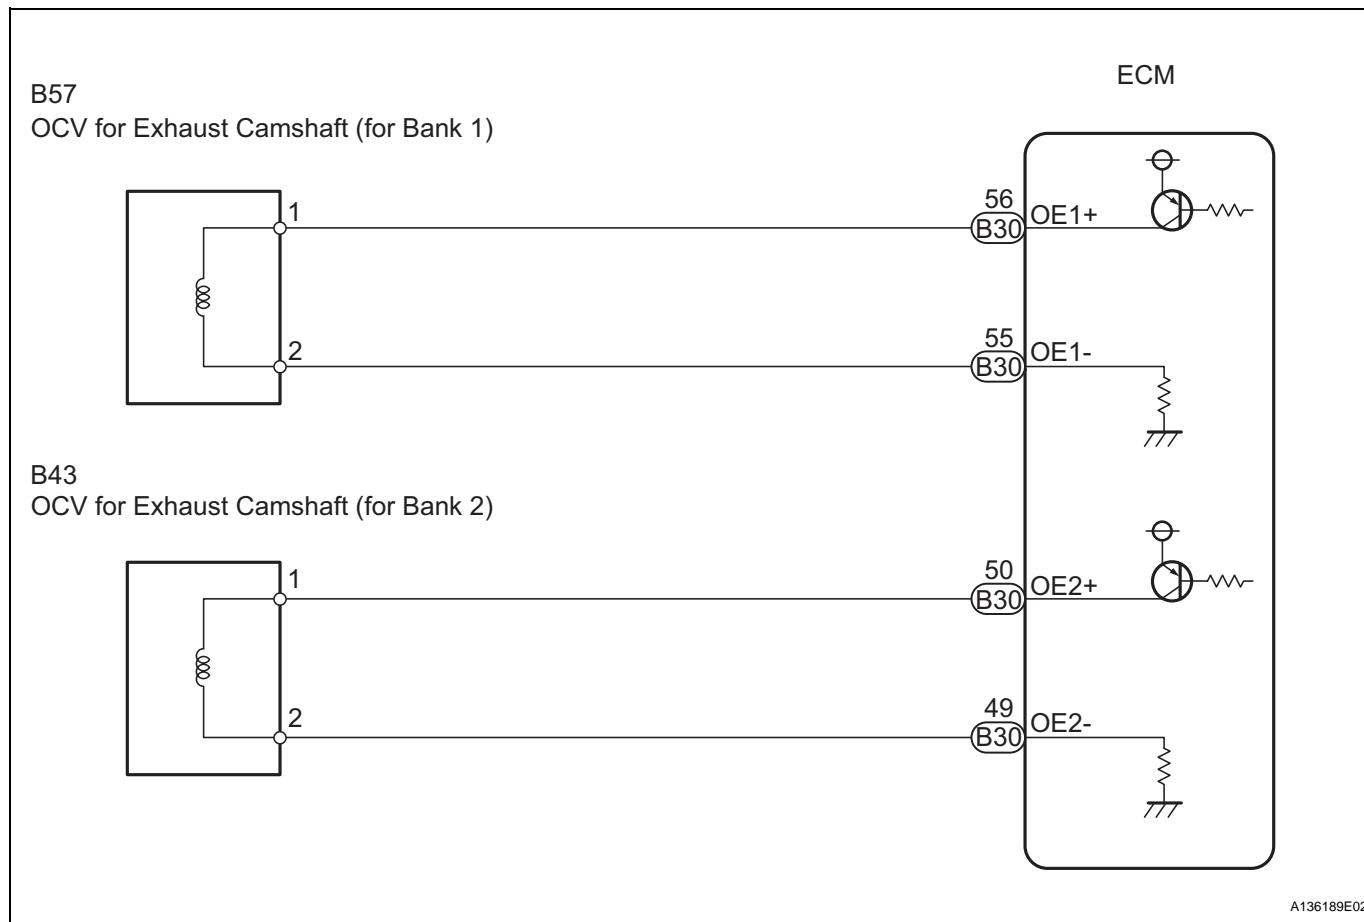 ECM
B57
OCV for Exhaust Camshaft (for Bank 1)
1
56
B30
OE1+
2
55
B30
OE1-
B43
OCV for Exhaust Camshaft (for Bank 2)
1
50
B30
OE2+
2
49
B30
OE2-
A136189E02